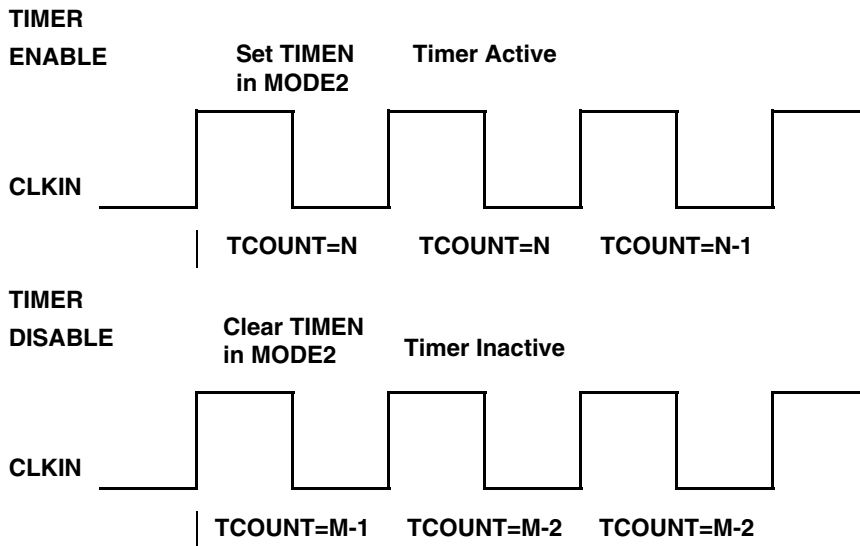 TIMER
ENABLE
Set TIMEN
in MODE2
Timer Active
CLKIN
TCOUNT=N TCOUNT=N TCOUNT=N-1
TIMER
DISABLE
Clear TIMEN
in MODE2
Timer Inactive
CLKIN
TCOUNT=M-1 TCOUNT=M-2 TCOUNT=M-2